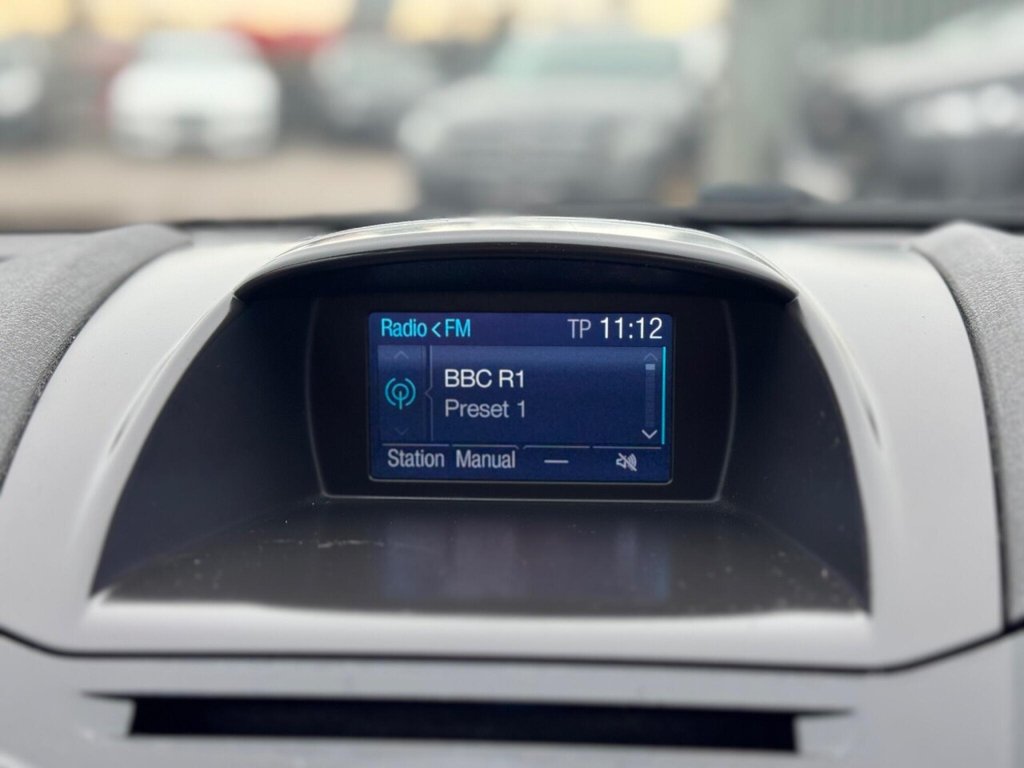 Radio < FM TP 11:12
BBC R1
Preset 1
Station Manual —